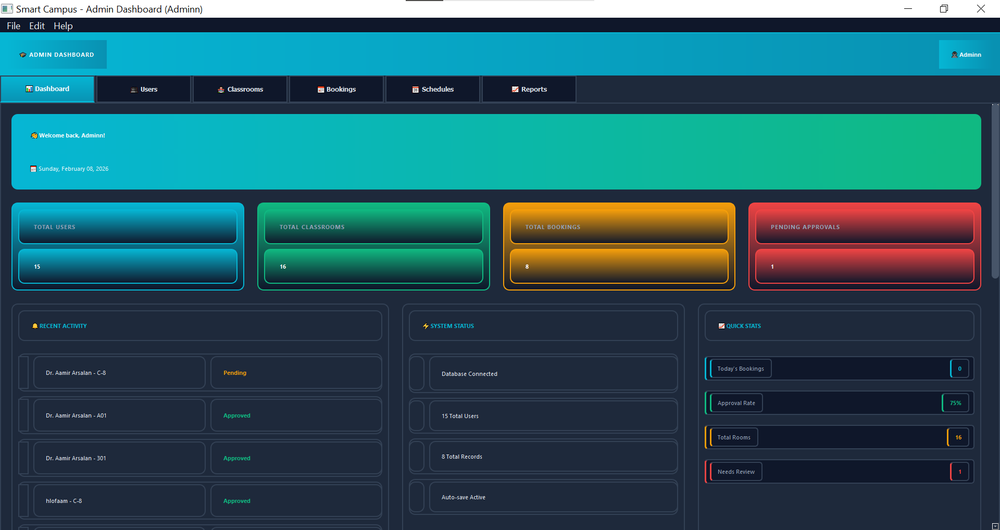 Smart Campus - Admin Dashboard (Adminn)
File Edit Help
ADMIN DASHBOARD
Adminn
Dashboard Users Classrooms Bookings Schedules Reports
Welcome back, Adminn!
Sunday, February 08, 2026
TOTAL USERS
15
TOTAL CLASSROOMS
16
TOTAL BOOKINGS
8
PENDING APPROVALS
1
RECENT ACTIVITY
Dr. Aamir Arsalan - C-8 Pending
Dr. Aamir Arsalan - A01 Approved
Dr. Aamir Arsalan - 301 Approved
hlofaam - C-8 Approved
SYSTEM STATUS
Database Connected
15 Total Users
8 Total Records
Auto-save Active
QUICK STATS
Today's Bookings 0
Approval Rate 75%
Total Rooms 16
Needs Review 1